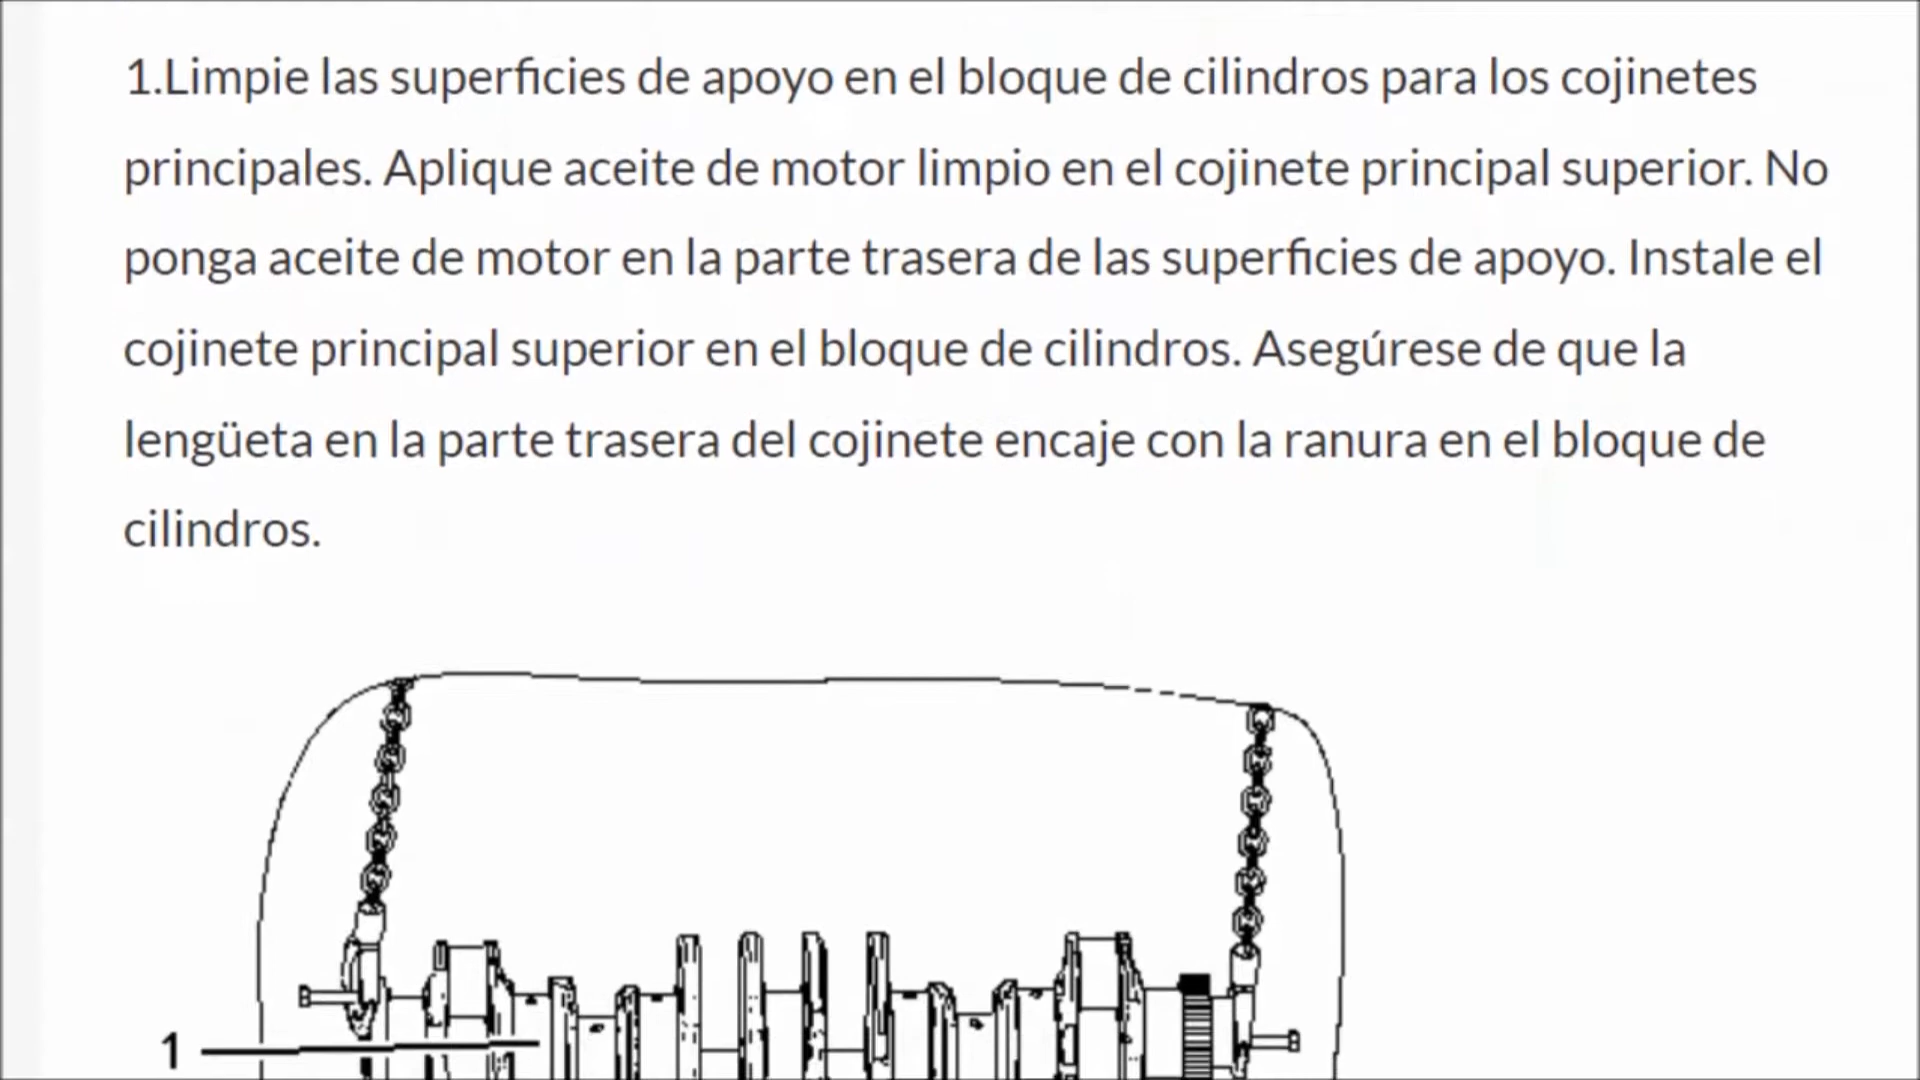 1.Limpie las superficies de apoyo en el bloque de cilindros para los cojinetes
principales. Aplique aceite de motor limpio en el cojinete principal superior. No
ponga aceite de motor en la parte trasera de las superficies de apoyo. Instale el
cojinete principal superior en el bloque de cilindros. Asegúrese de que la
lengüeta en la parte trasera del cojinete encaje con la ranura en el bloque de
cilindros.
1